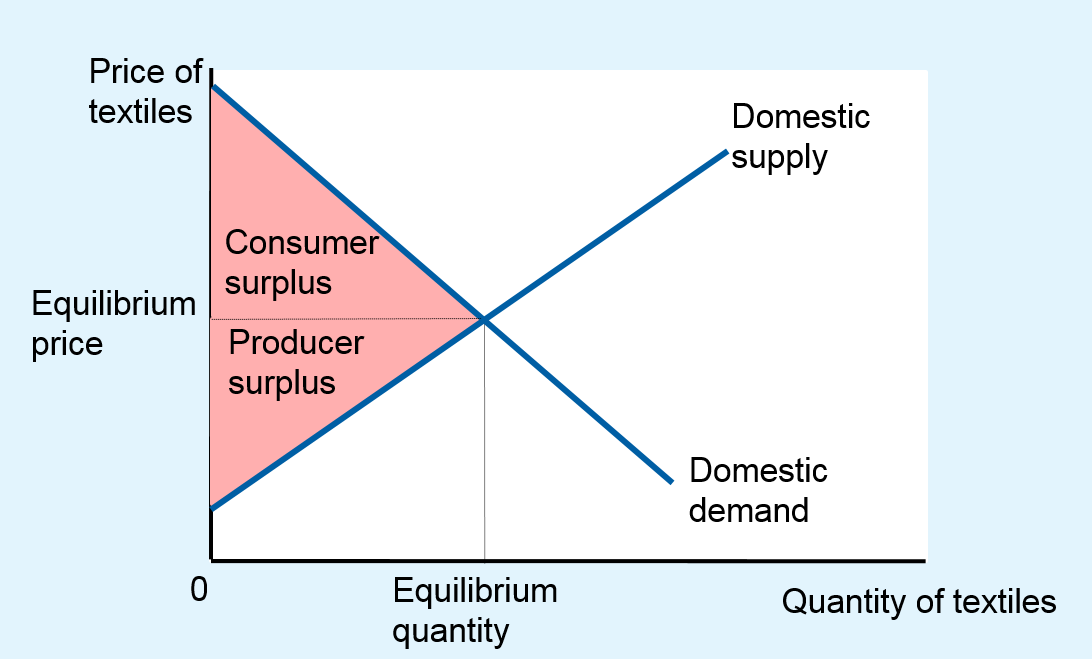 Price of
textiles
Domestic
supply
Consumer
surplus
Equilibrium
price
Producer
surplus
Domestic
demand
0
Equilibrium
quantity
Quantity of textiles